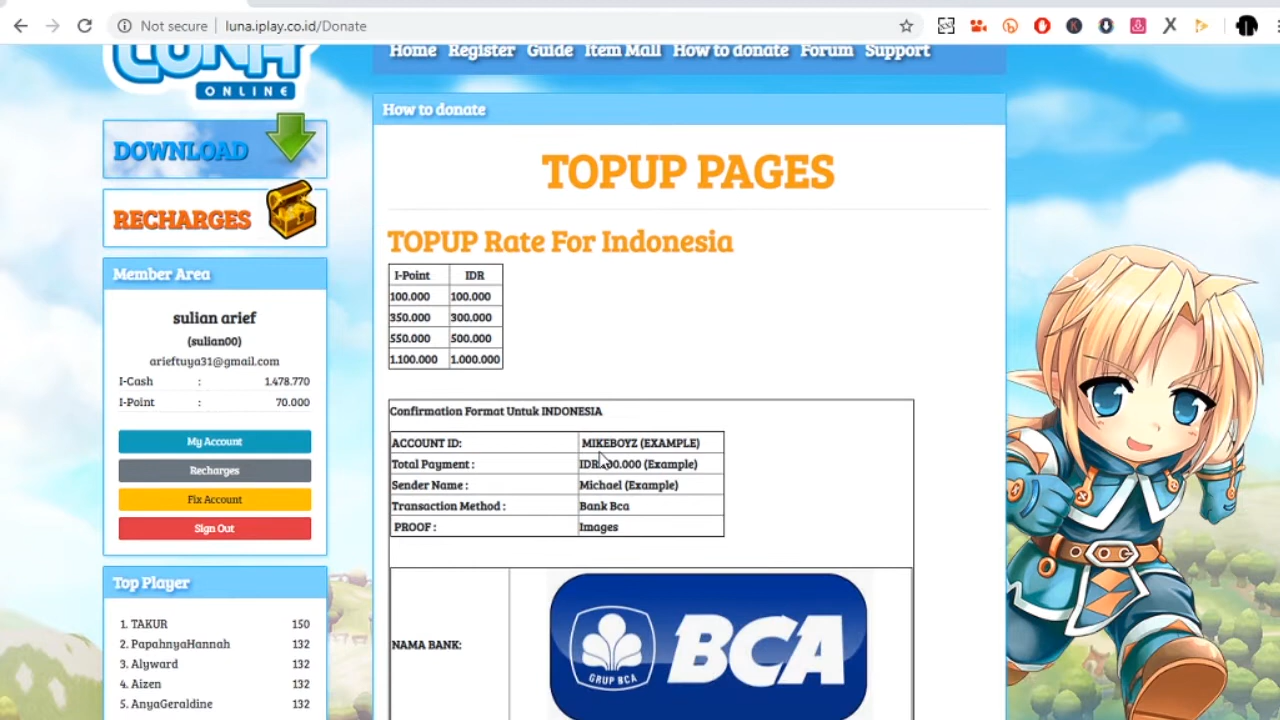 Not secure | luna.iplay.co.id/Donate
LUNA
ONLINE
Home Register Guide Item Mall How to donate Forum Support
DOWNLOAD
RECHARGES
Member Area
sulian arief
(sulian00)
arieftuya31@gmail.com
I-Cash : 1.478.770
I-Point : 70.000
My Account
Recharges
Fix Account
Sign Out
Top Player
1. TAKUR 150
2. PapahnyaHannah 132
3. Alyward 132
4. Aizen 132
5. AnyaGeraldine 132
How to donate
TOPUP PAGES
TOPUP Rate For Indonesia
I-Point IDR
100.000 100.000
350.000 300.000
550.000 500.000
1.100.000 1.000.000
Confirmation Format Untuk INDONESIA
ACCOUNT ID: MIKEBOYZ (EXAMPLE)
Total Payment : (Example)
Sender Name : Michael (Example)
Transaction Method : Bank Bca
PROOF : Images
NAMA BANK:
BCA
GRUP BCA